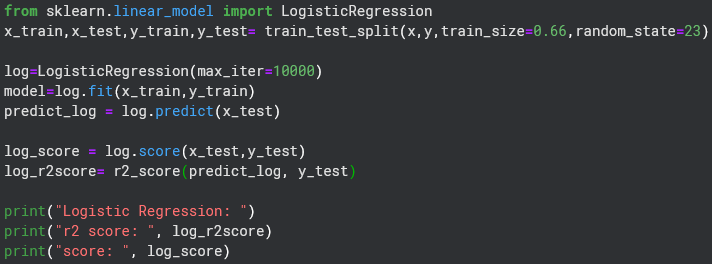 from sklearn.linear_model import LogisticRegression
x_train,x_test,y_train,y_test= train_test_split(x,y,train_size=0.66,random_state=23)
log=LogisticRegression(max_iter=10000)
model=log.fit(x_train,y_train)
predict_log = log.predict(x_test)
log_score = log.score(x_test,y_test)
log_r2score= r2_score(predict_log, y_test)
print("Logistic Regression: ")
print("r2 score: ", log_r2score)
print("score: ", log_score)